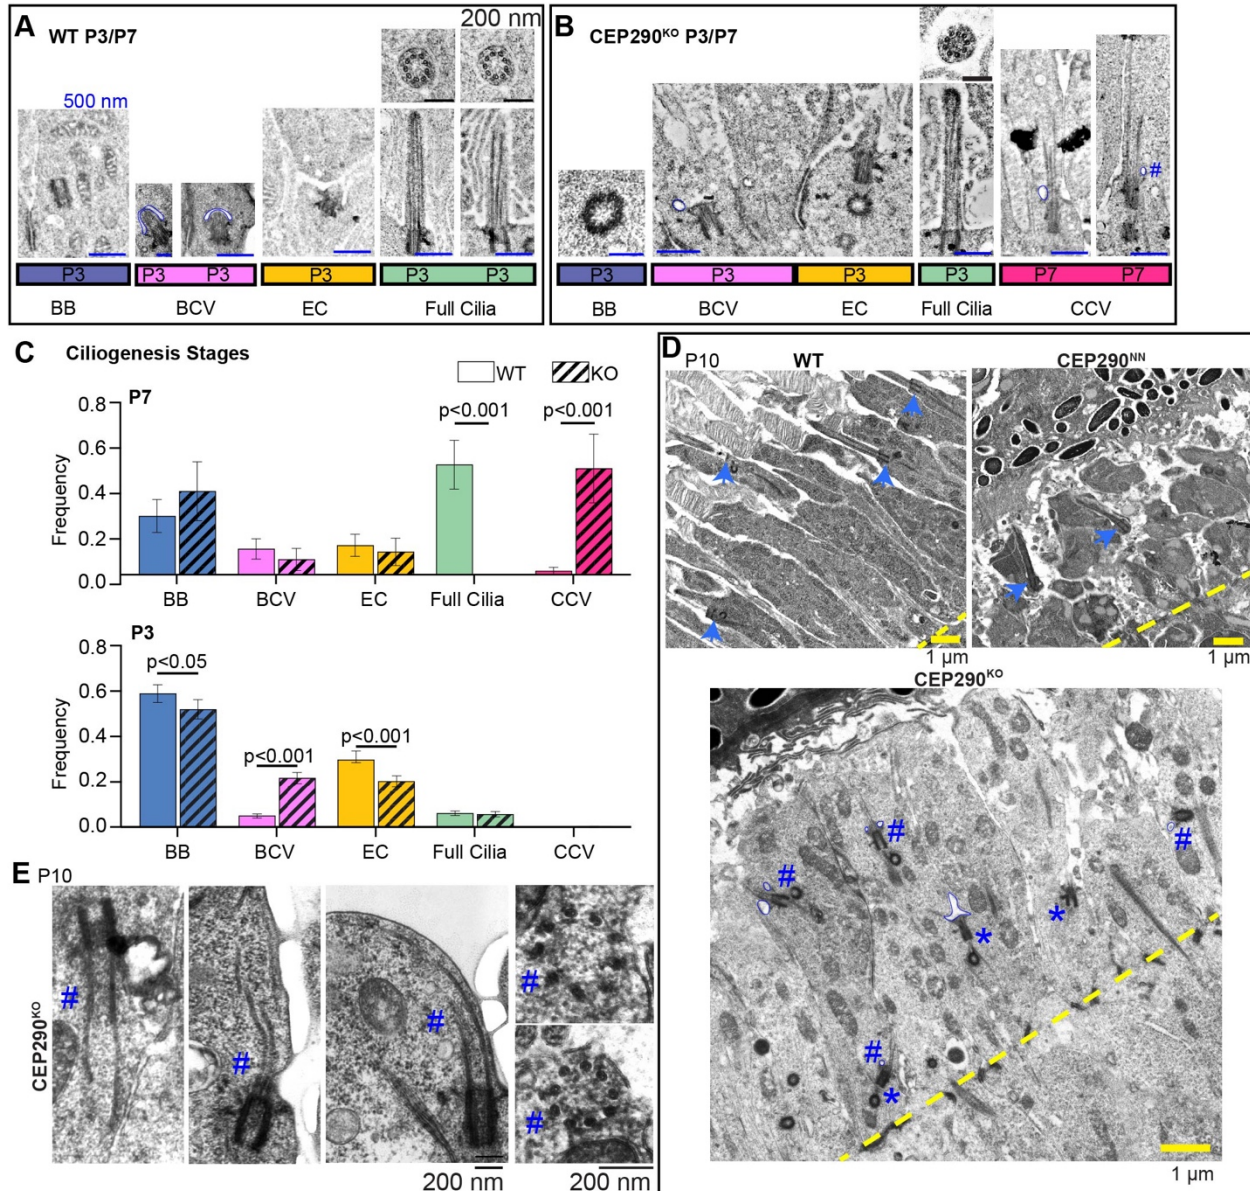 A WT P3/P7
200 nm
500 nm
P3 P3 P3 P3 P3 P3
BB BCV EC Full Cilia
B CEP290ᴷᴼ P3/P7
#
P3 P3 P3 P3 P7 P7
BB BCV EC Full Cilia CCV
C Ciliogenesis Stages
WT KO
P7
0.8
0.6
0.4
0.2
0.0
Frequency
p<0.001 p<0.001
BB BCV EC Full Cilia CCV
P3
0.8
0.6
0.4
0.2
0.0
Frequency
p<0.05
p<0.001
p<0.001
BB BCV EC Full Cilia CCV
D
P10 WT CEP290ᴺᴺ
1 µm 1 µm
CEP290ᴷᴼ
# # # # * * *
1 µm
E P10
CEP290ᴷᴼ
# # # # #
200 nm 200 nm